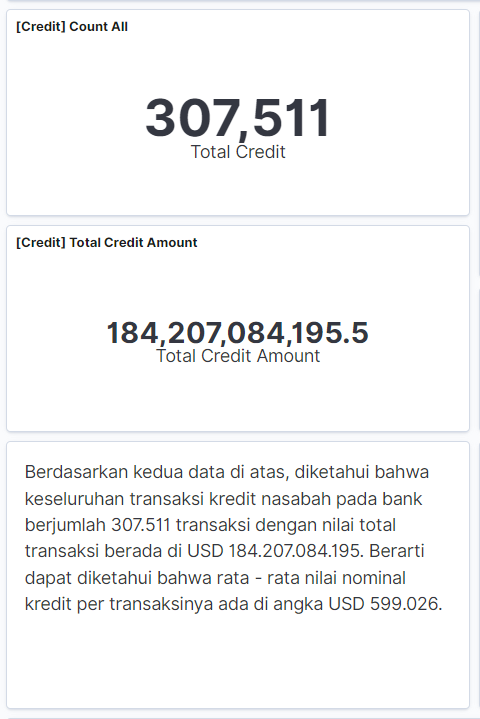 [Credit] Count All
307,511
Total Credit
[Credit] Total Credit Amount
184,207,084,195.5
Total Credit Amount
Berdasarkan kedua data di atas, diketahui bahwa
keseluruhan transaksi kredit nasabah pada bank
berjumlah 307.511 transaksi dengan nilai total
transaksi berada di USD 184.207.084.195. Berarti
dapat diketahui bahwa rata - rata nilai nominal
kredit per transaksinya ada di angka USD 599.026.